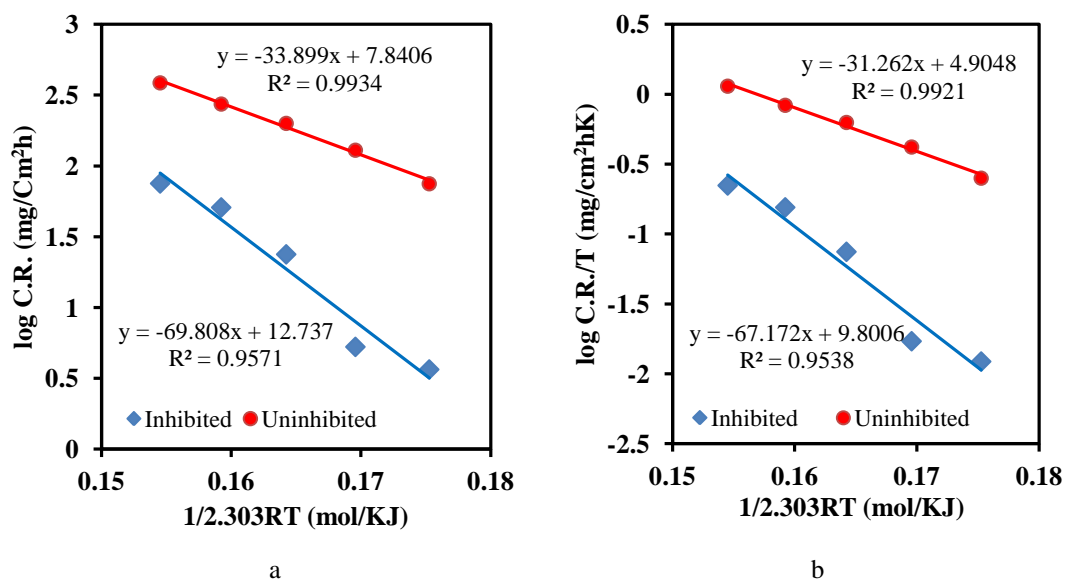 log C.R. (mg/Cm²h)
3
2.5
2
1.5
1
0.5
0
y = -33.899x + 7.8406
R² = 0.9934
y = -69.808x + 12.737
R² = 0.9571
Inhibited Uninhibited
0.15 0.16 0.17 0.18
1/2.303RT (mol/KJ)
a
log C.R./T (mg/cm²hK)
0.5
0
-0.5
-1
-1.5
-2
-2.5
y = -31.262x + 4.9048
R² = 0.9921
y = -67.172x + 9.8006
R² = 0.9538
Inhibited Uninhibited
0.15 0.16 0.17 0.18
1/2.303RT (mol/KJ)
b